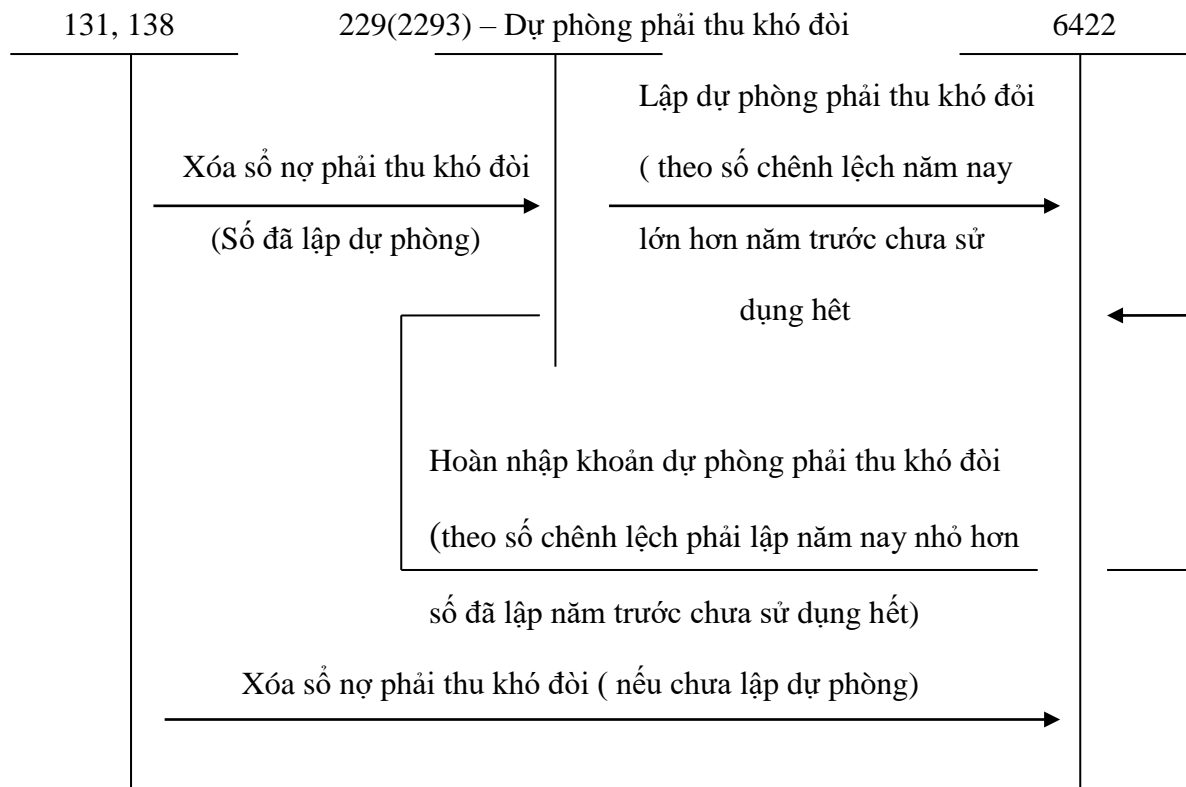 131, 138
229(2293) – Dự phòng phải thu khó đòi
6422
Lập dự phòng phải thu khó đỏi
Xóa sổ nợ phải thu khó đòi
( theo số chênh lệch năm nay
(Số đã lập dự phòng)
lớn hơn năm trước chưa sử
dụng hêt
Hoàn nhập khoản dự phòng phải thu khó đòi
(theo số chênh lệch phải lập năm nay nhỏ hơn
số đã lập năm trước chưa sử dụng hết)
Xóa sổ nợ phải thu khó đòi ( nếu chưa lập dự phòng)